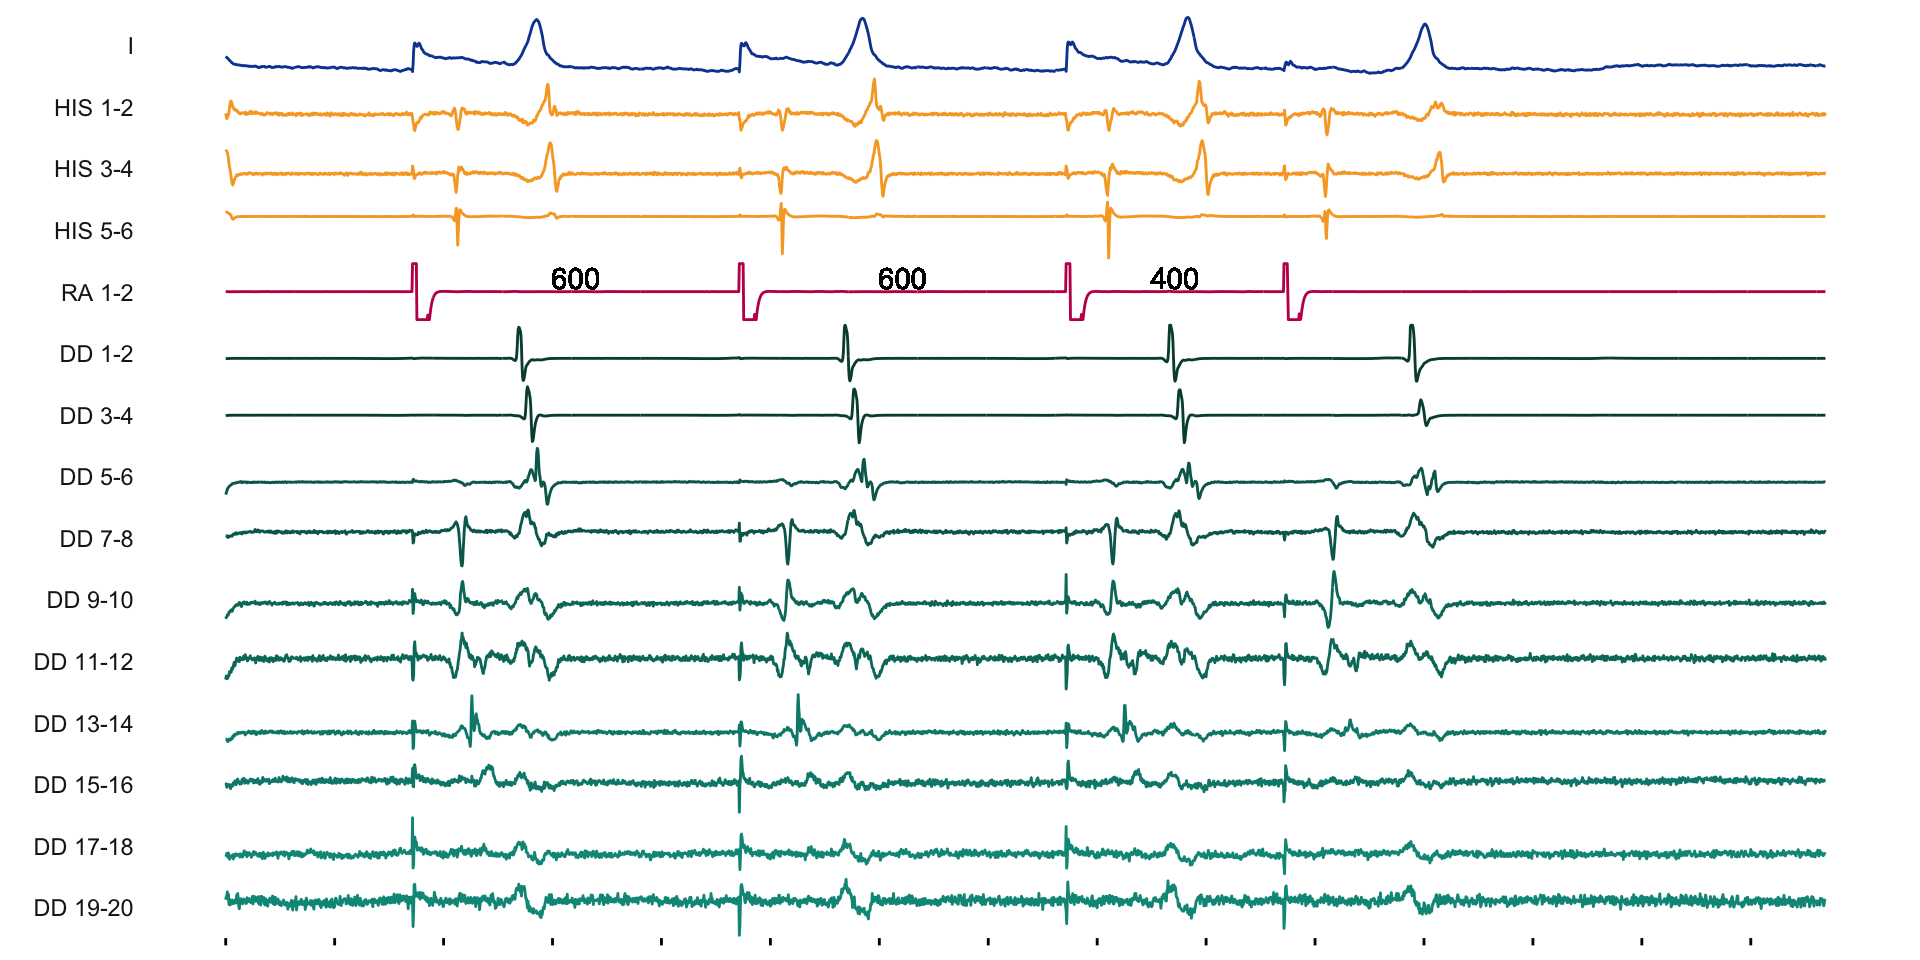 I
HIS 1-2
HIS 3-4
HIS 5-6
600 600 400
RA 1-2
DD 1-2
DD 3-4
DD 5-6
DD 7-8
DD 9-10
DD 11-12
DD 13-14
DD 15-16
DD 17-18
DD 19-20